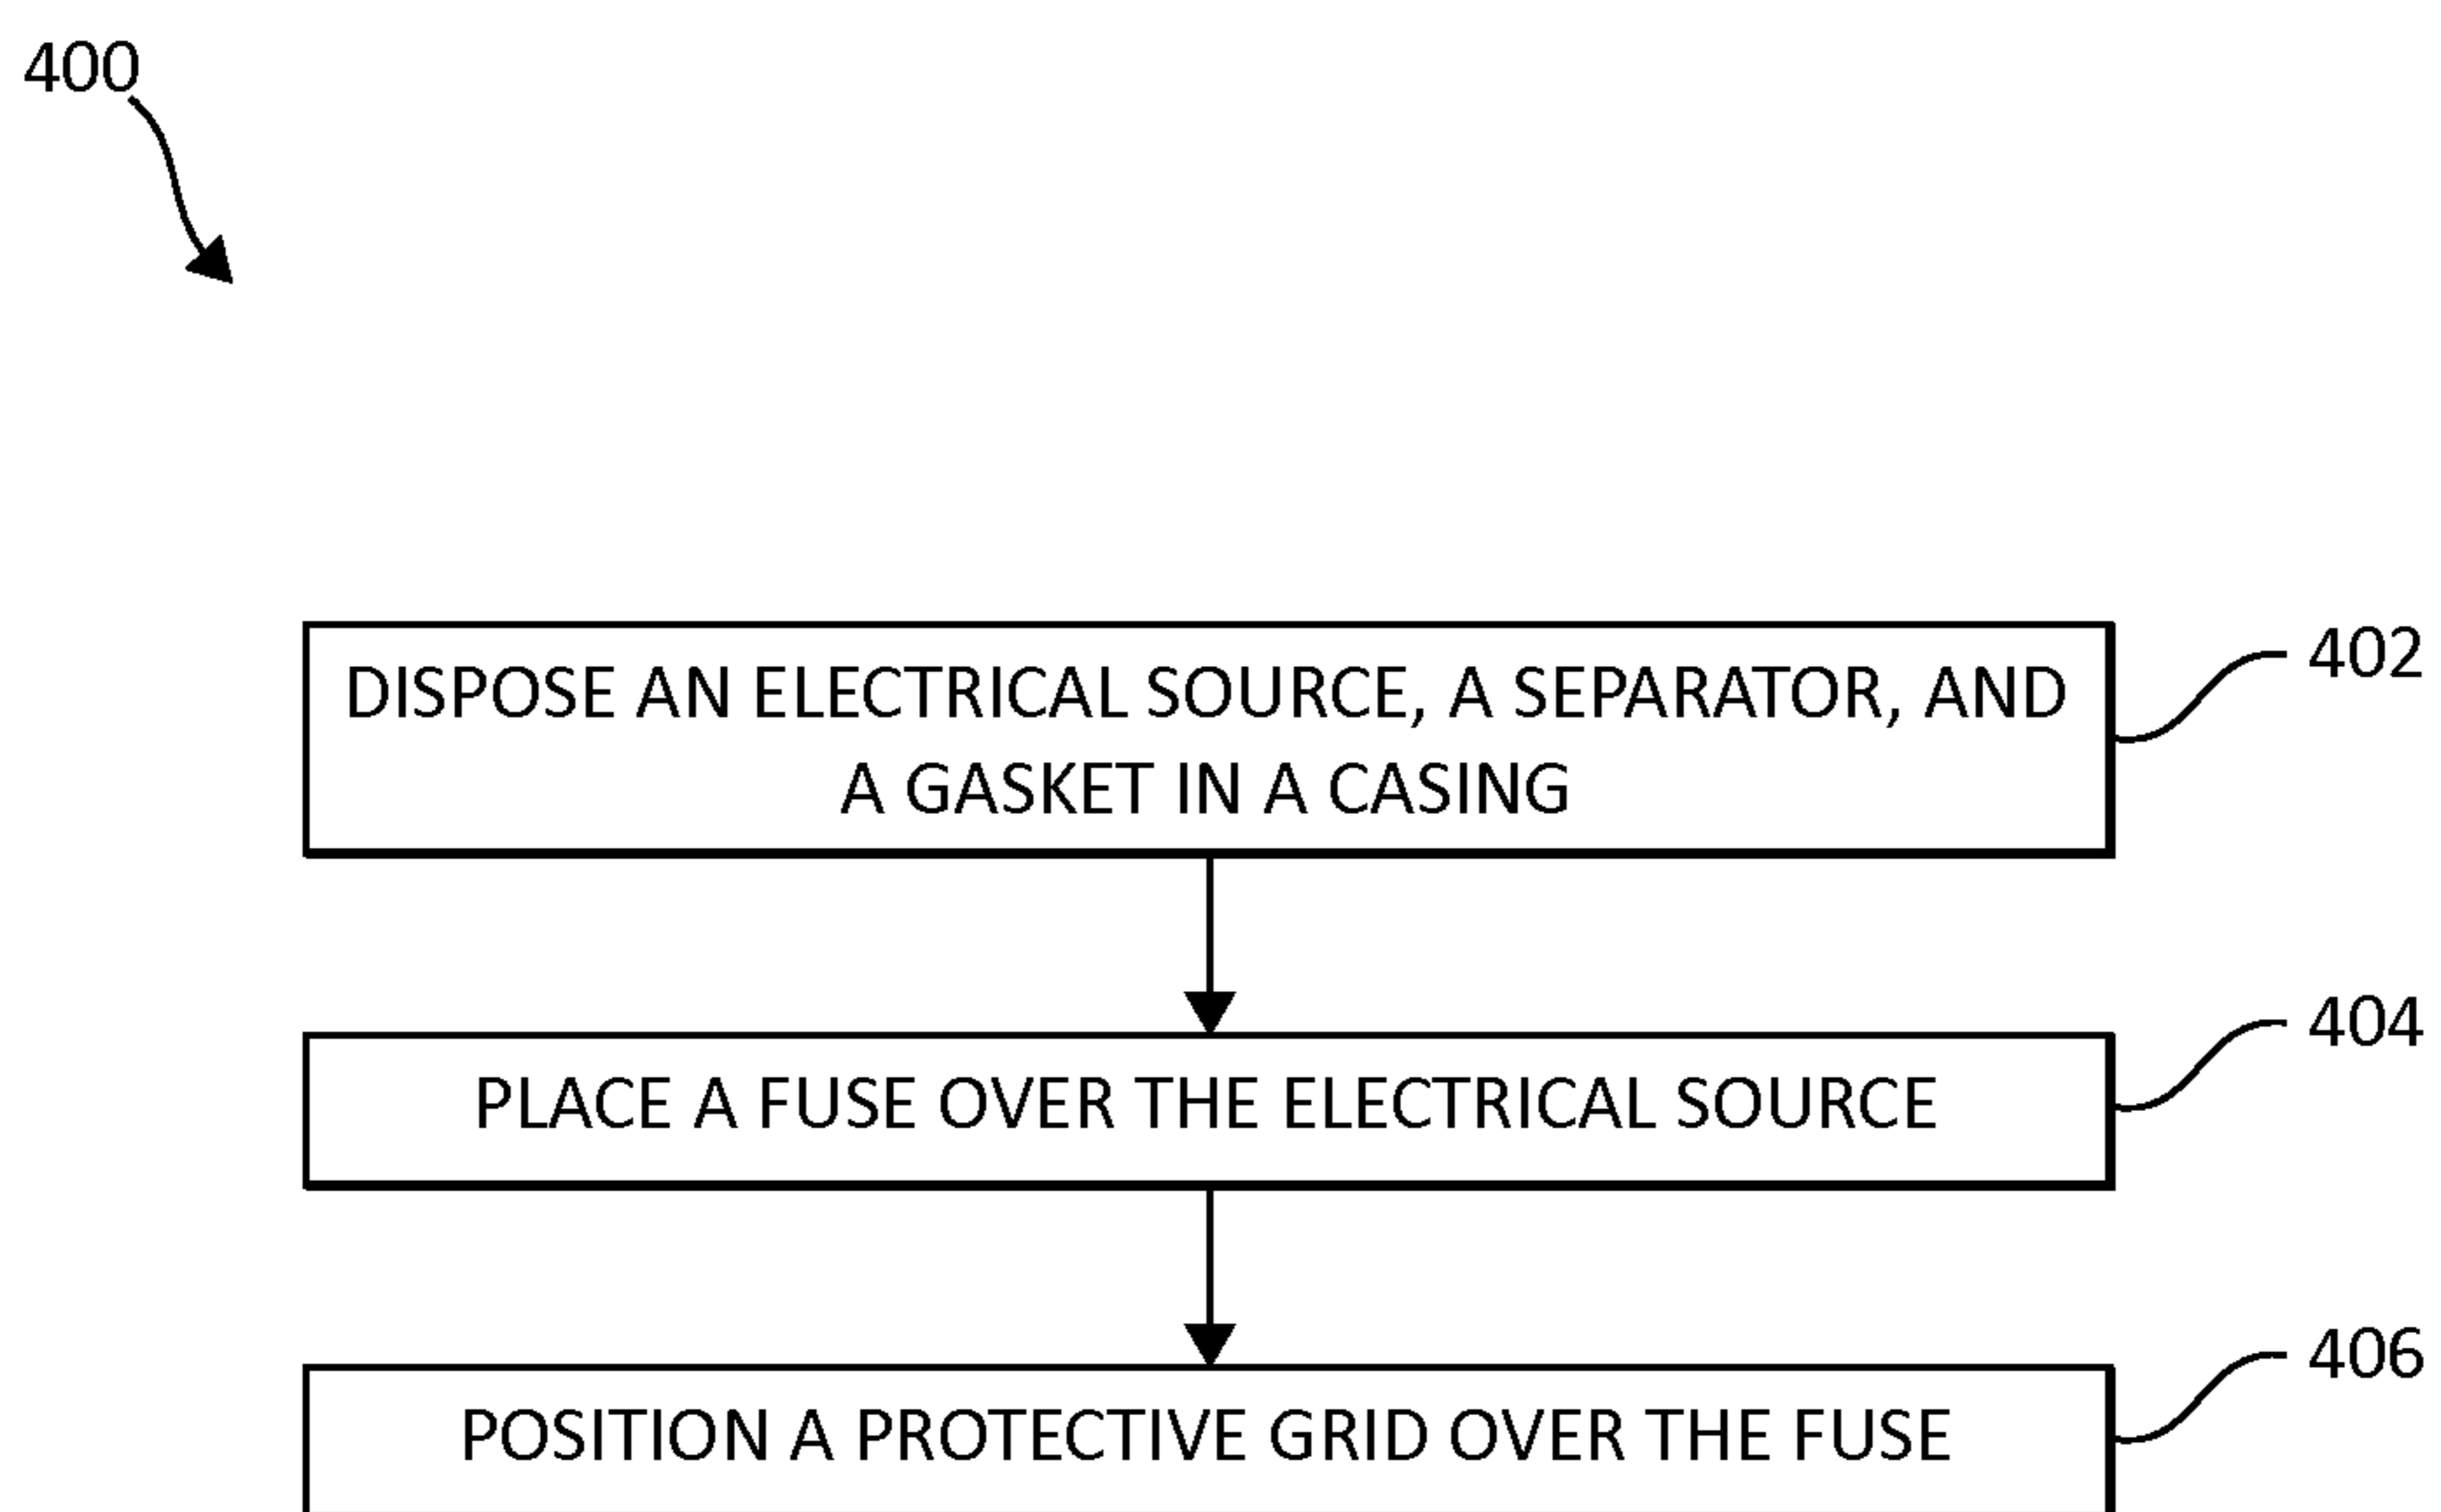 400
DISPOSE AN ELECTRICAL SOURCE, A SEPARATOR, AND
A GASKET IN A CASING
402
PLACE A FUSE OVER THE ELECTRICAL SOURCE
404
POSITION A PROTECTIVE GRID OVER THE FUSE
406